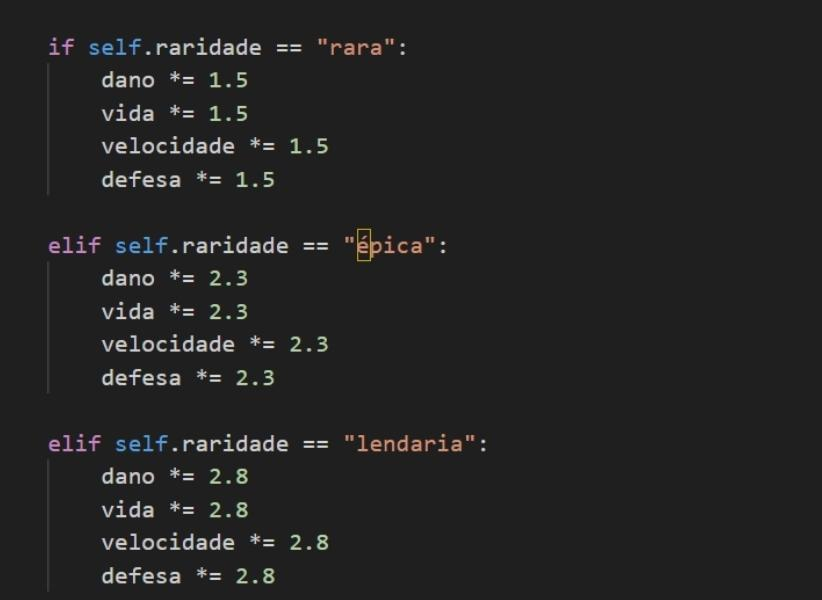 if self.raridade == "rara":
dano *= 1.5
vida *= 1.5
velocidade *= 1.5
defesa *= 1.5
elif self.raridade == "épica":
dano *= 2.3
vida *= 2.3
velocidade *= 2.3
defesa *= 2.3
elif self.raridade == "lendaria":
dano *= 2.8
vida *= 2.8
velocidade *= 2.8
defesa *= 2.8